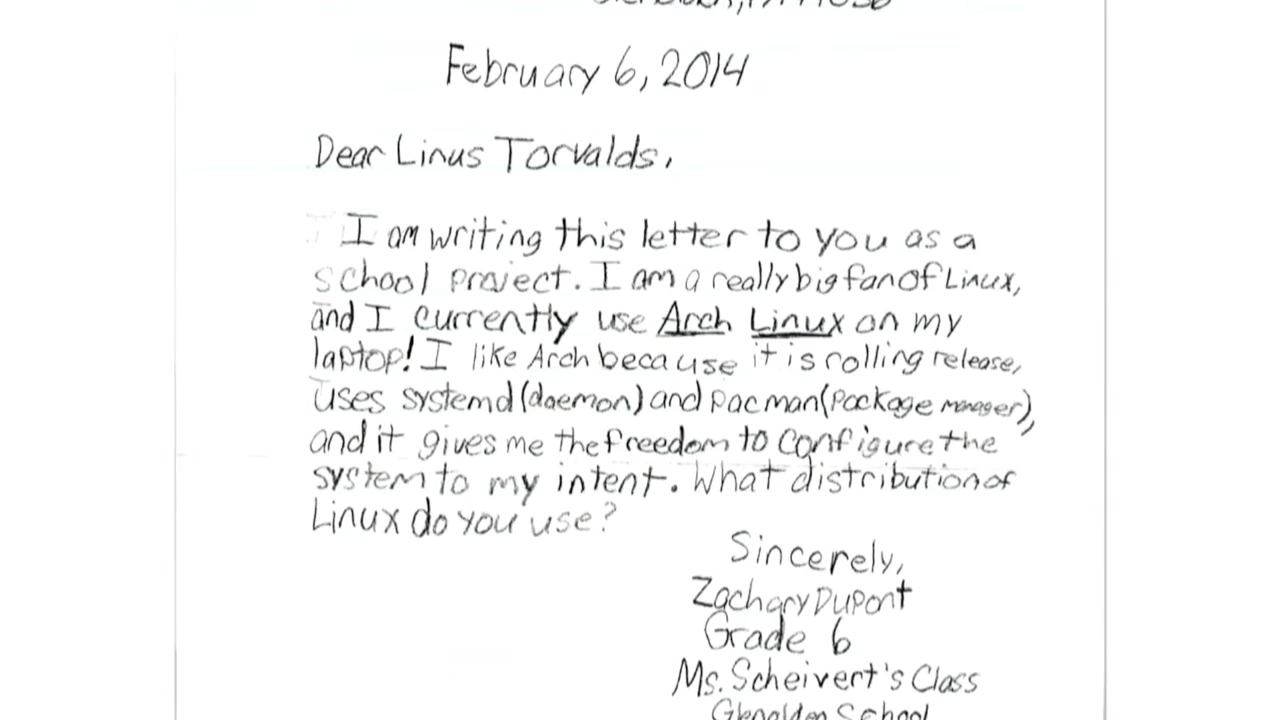 February 6, 2014
Dear Linus Torvalds,
I am writing this letter to you as a
school project. I am a really big fan of Linux,
and I currently use Arch Linux on my
laptop! I like Arch because it is rolling release,
uses systemd (daemon) and pacman (package manager),
and it gives me the freedom to configure the
system to my intent. What distribution of
Linux do you use?
Sincerely,
Zachary DuPont
Grade 6
Ms. Scheivert's Class
School